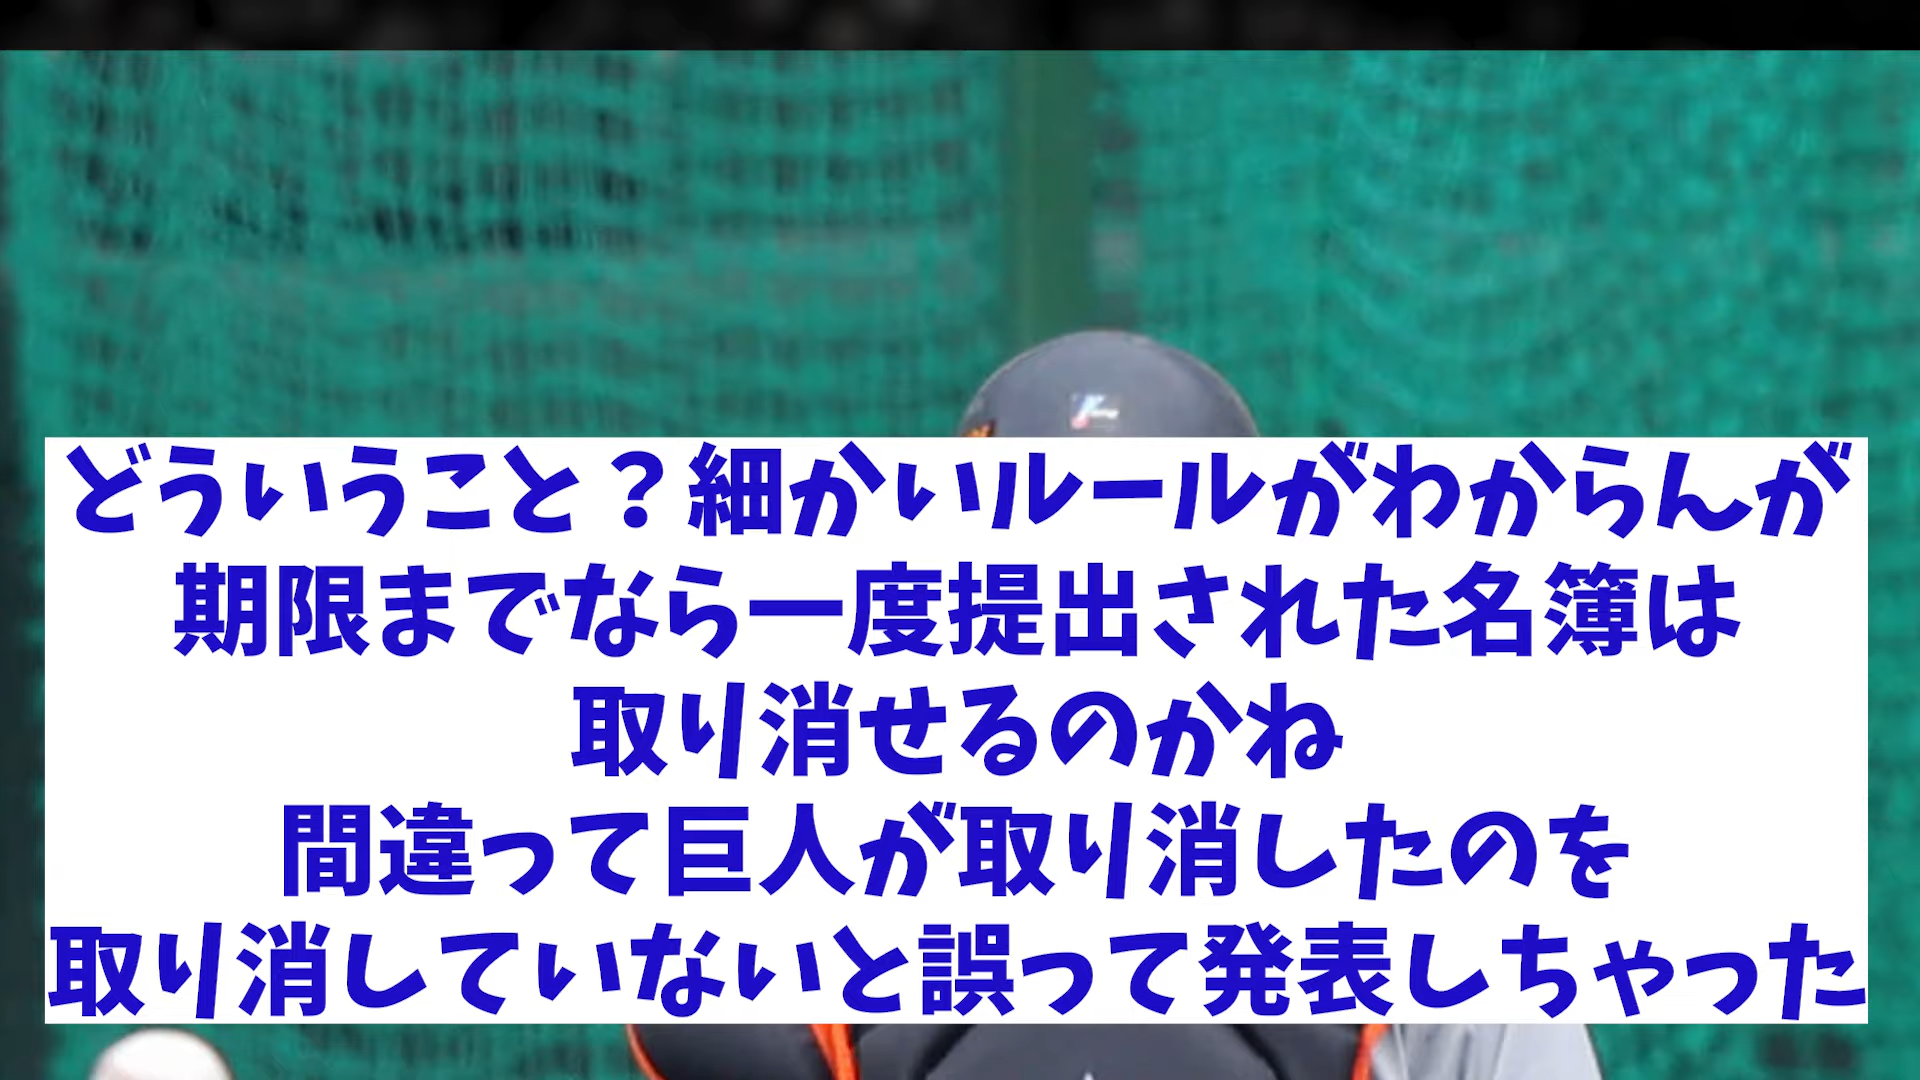 どういうこと？細かいルールがわからんが
期限までなら一度提出された名簿は
取り消せるのかね
間違って巨人が取り消したのを
取り消していないと誤って発表しちゃった